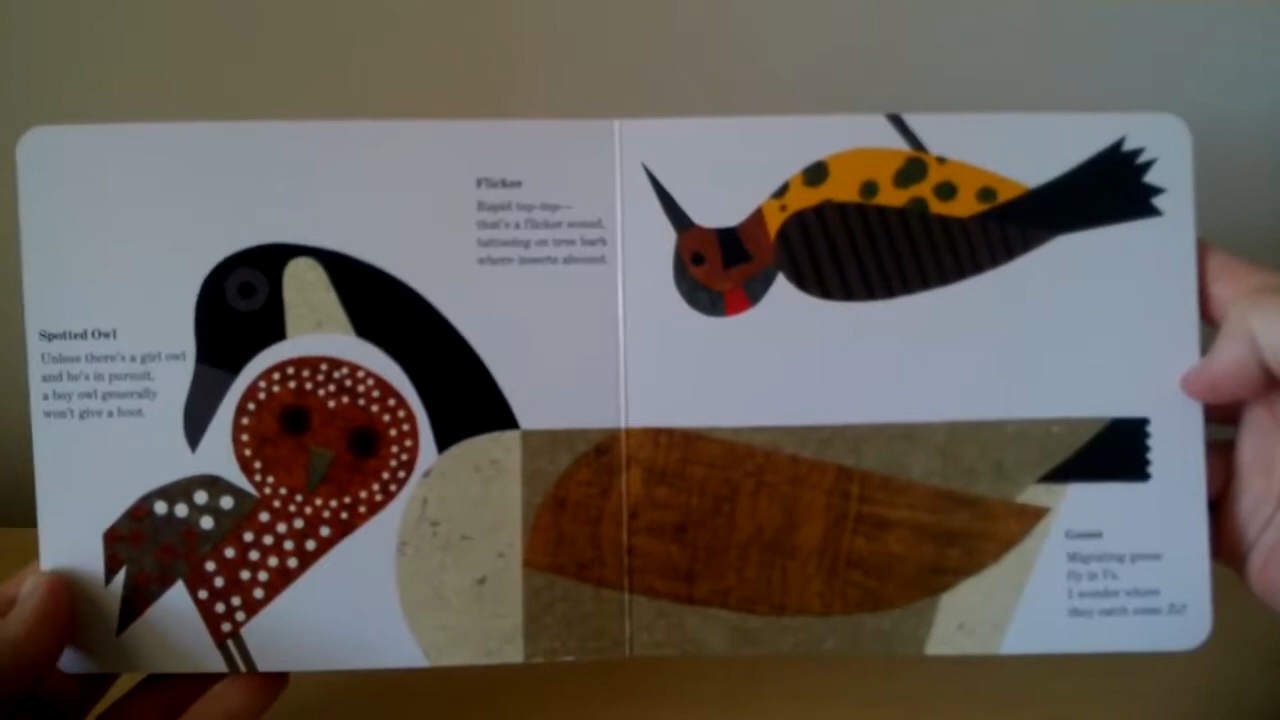 Flicker
Rapid tap-tap—
that's a flicker sound,
tattooing on tree bark
where insects abound.
Spotted Owl
Unless there's a girl owl
and he's in pursuit,
a boy owl generally
won't give a hoot.
Goose
Migrating geese
fly in V's.
I wonder where
they catch some Zs?